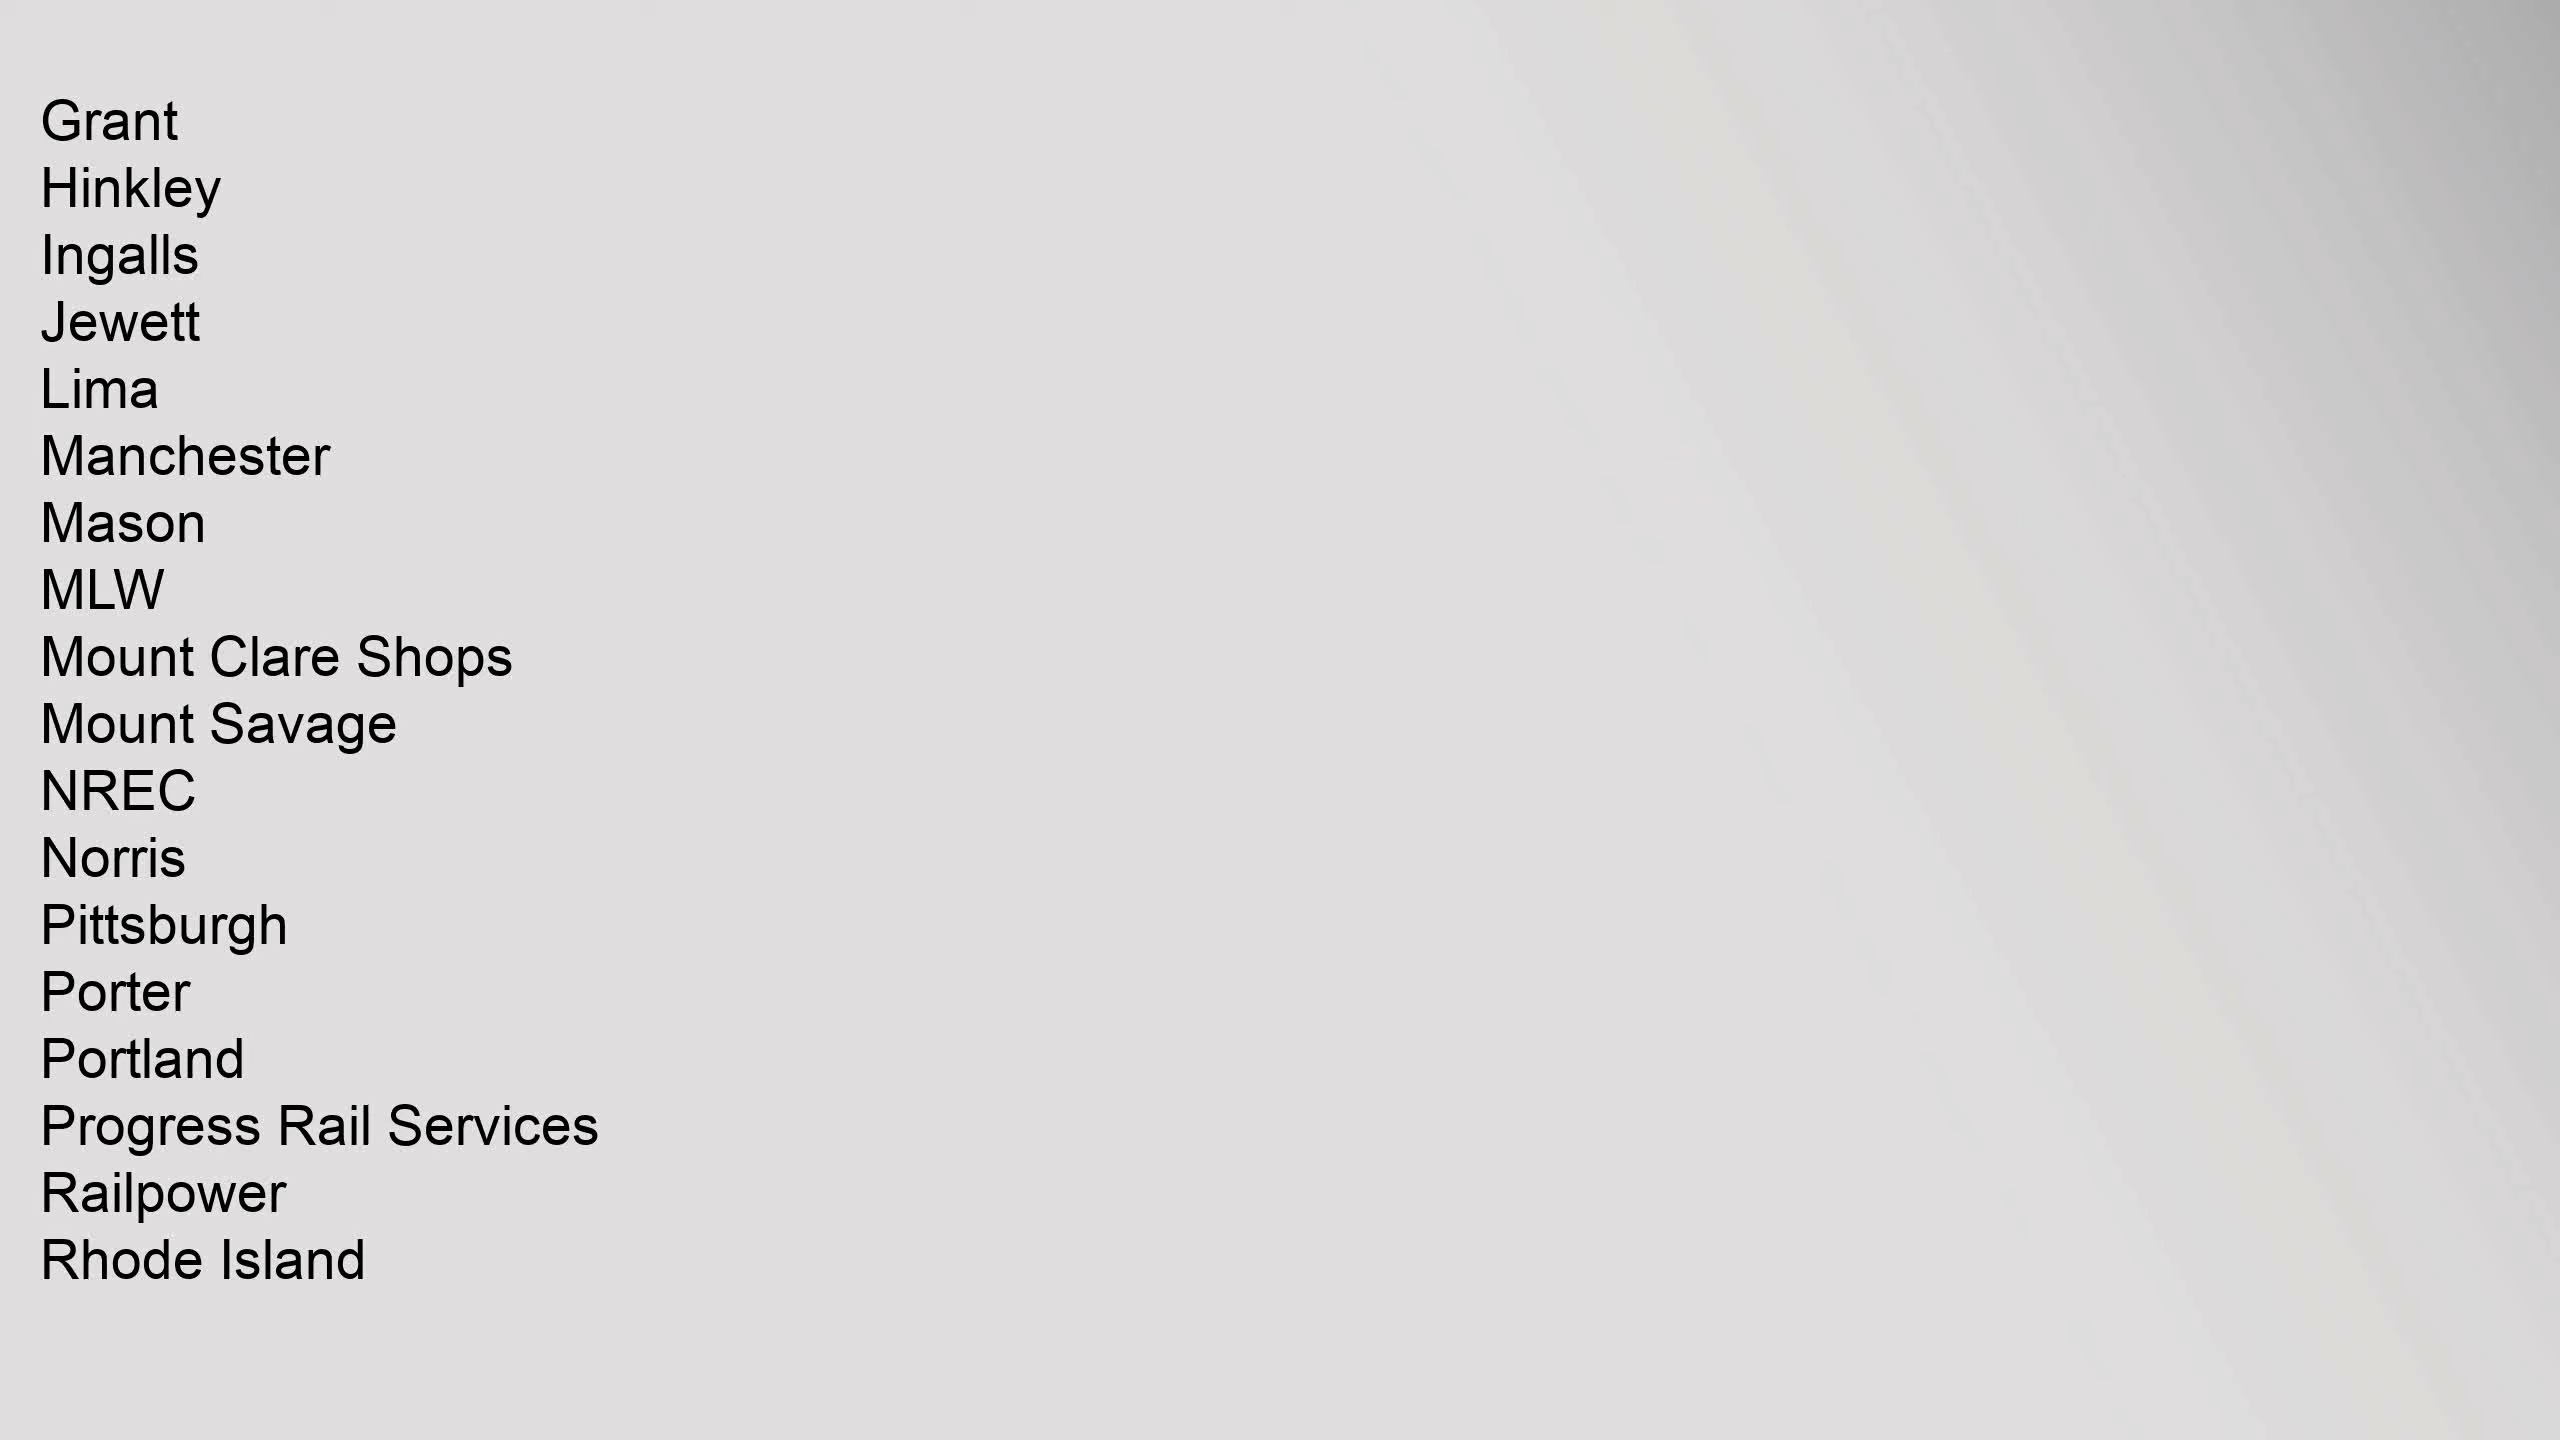 Grant
Hinkley
Ingalls
Jewett
Lima
Manchester
Mason
MLW
Mount Clare Shops
Mount Savage
NREC
Norris
Pittsburgh
Porter
Portland
Progress Rail Services
Railpower
Rhode Island